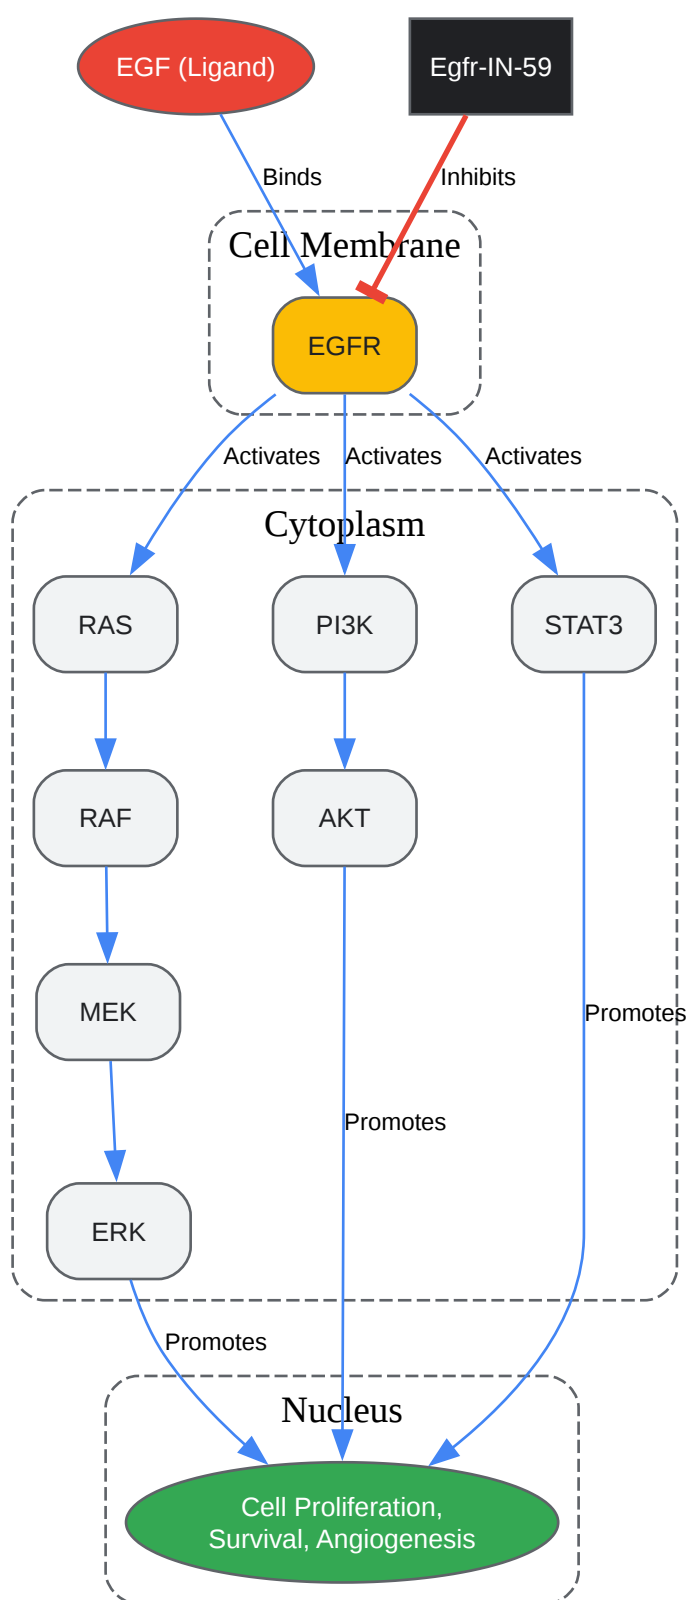 EGF (Ligand)
Egfr-IN-59
Binds
Inhibits
Cell Membrane
EGFR
Activates
Activates
Activates
Cytoplasm
RAS
PI3K
STAT3
RAF
AKT
MEK
Promotes
Promotes
ERK
Promotes
Nucleus
Cell Proliferation,
Survival, Angiogenesis